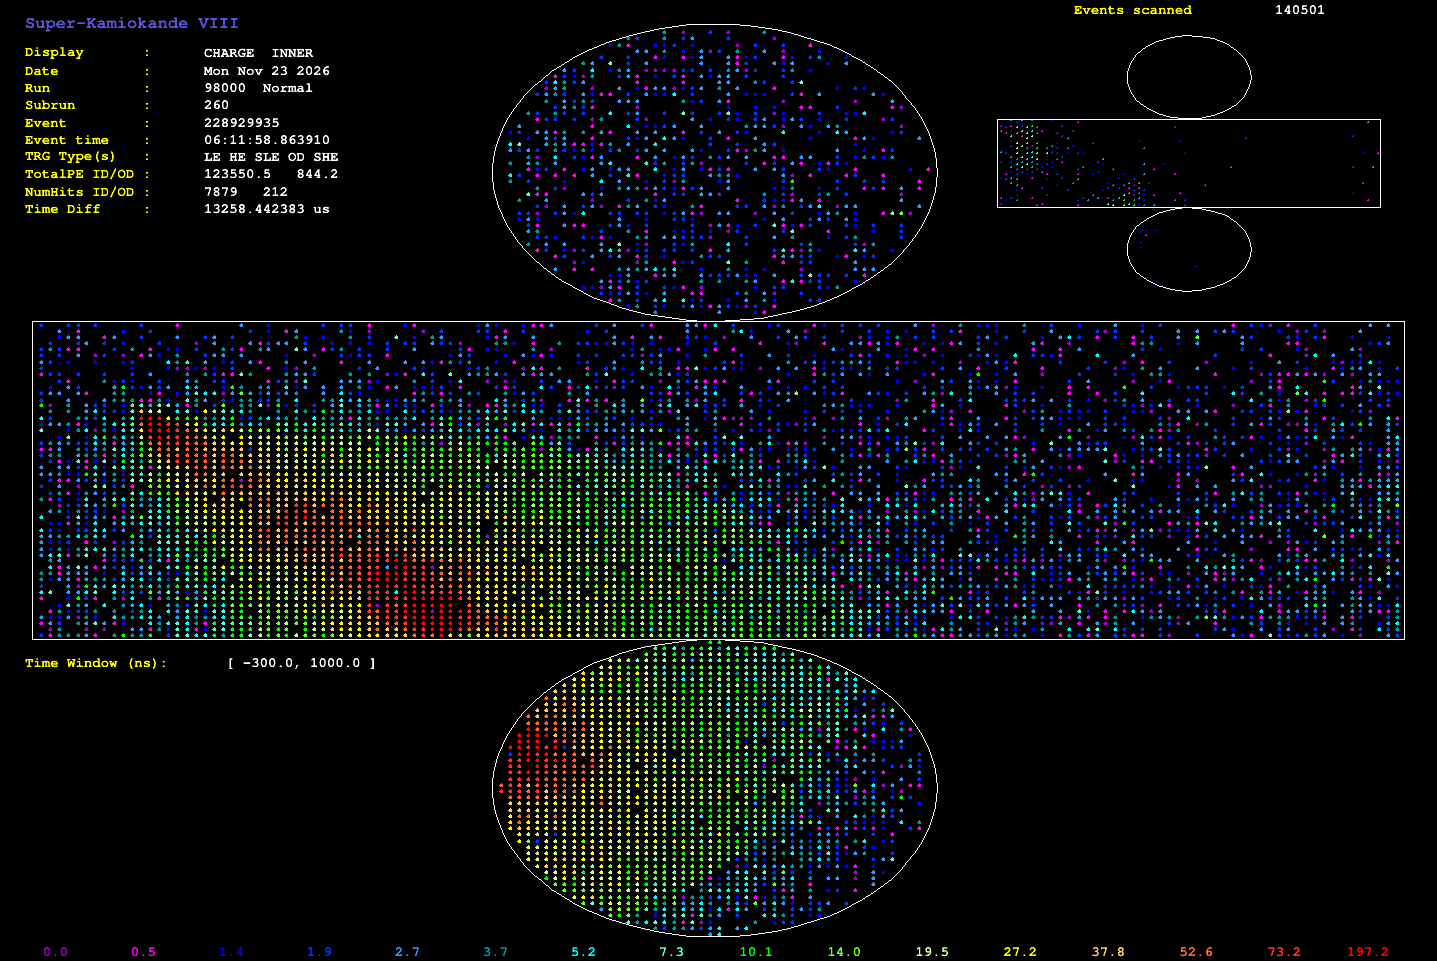 Super-Kamiokande VIII
Events scanned 140501
Display : CHARGE INNER
Date : Mon Nov 23 2026
Run : 98000 Normal
Subrun : 260
Event : 228929935
Event time : 06:11:58.863910
TRG Type(s) : LE HE SLE OD SHE
TotalPE ID/OD : 123550.5 844.2
NumHits ID/OD : 7879 212
Time Diff : 13258.442383 us
Time Window (ns): [ -300.0, 1000.0 ]
0.0 0.5 1.4 1.9 2.7 3.7 5.2 7.3 10.1 14.0 19.5 27.2 37.8 52.6 73.2 197.2